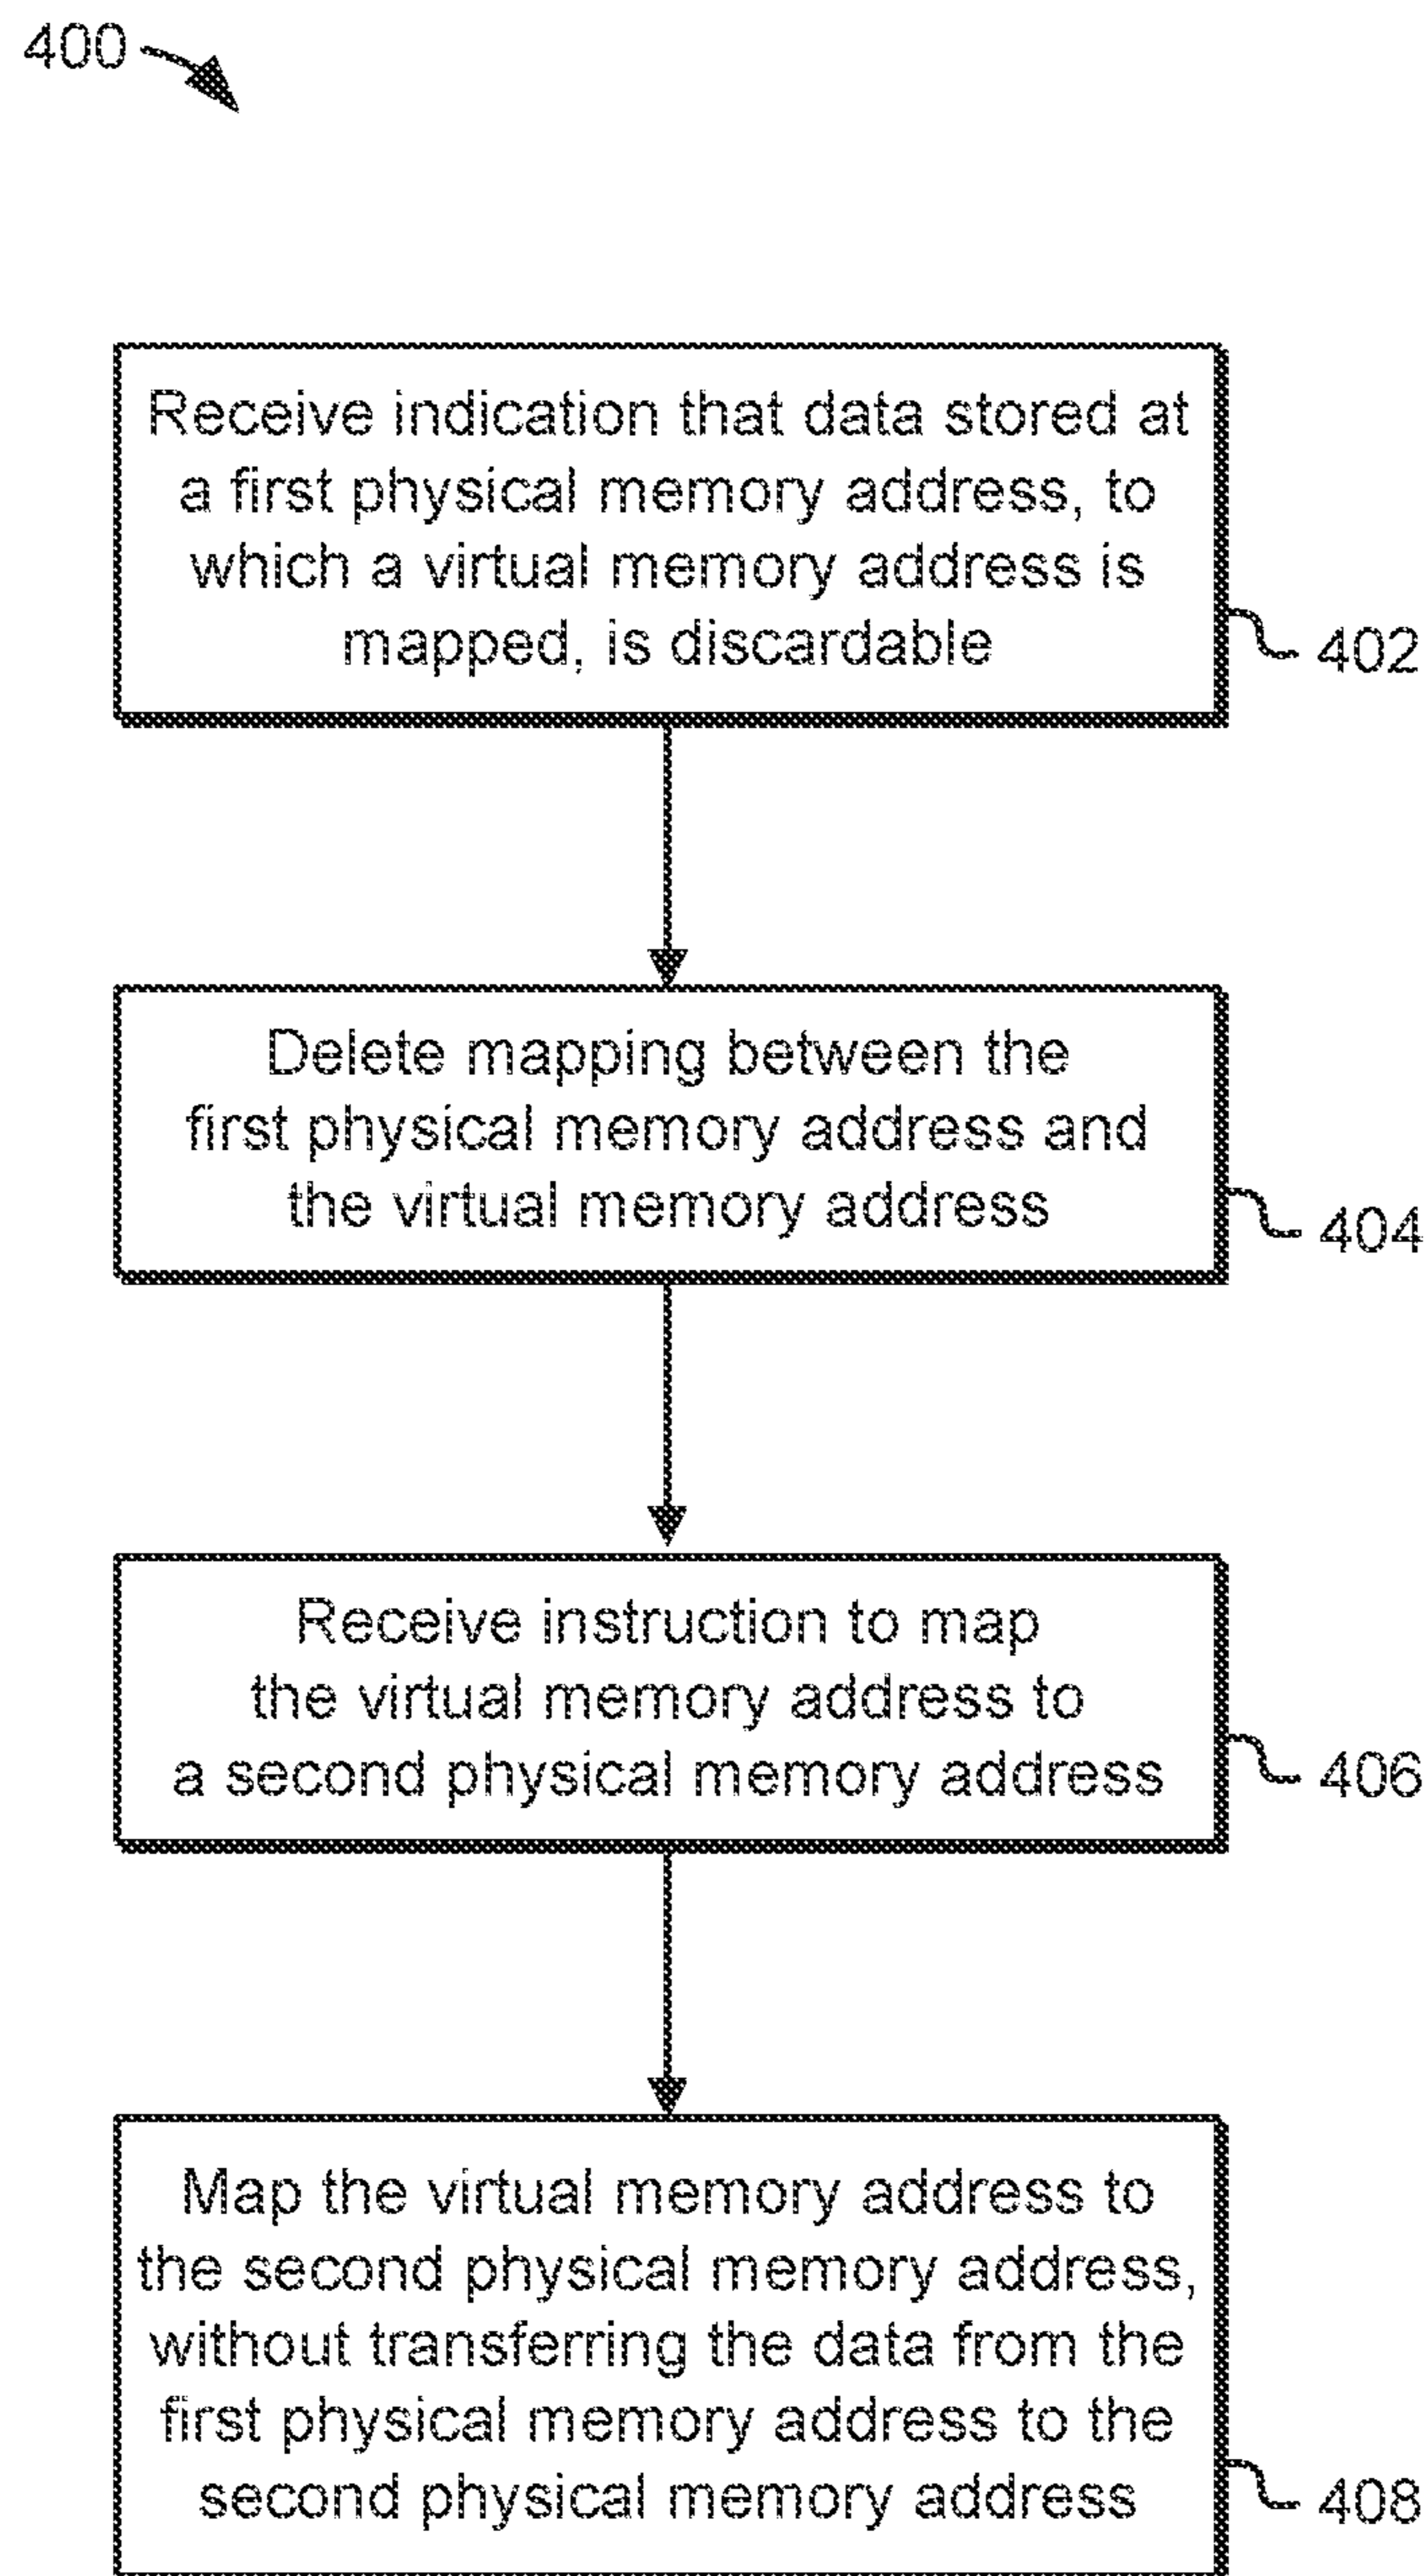 400
Receive indication that data stored at
a first physical memory address, to
which a virtual memory address is
mapped, is discardable
402
Delete mapping between the
first physical memory address and
the virtual memory address
404
Receive instruction to map
the virtual memory address to
a second physical memory address
406
Map the virtual memory address to
the second physical memory address,
without transferring the data from the
first physical memory address to the
second physical memory address
408